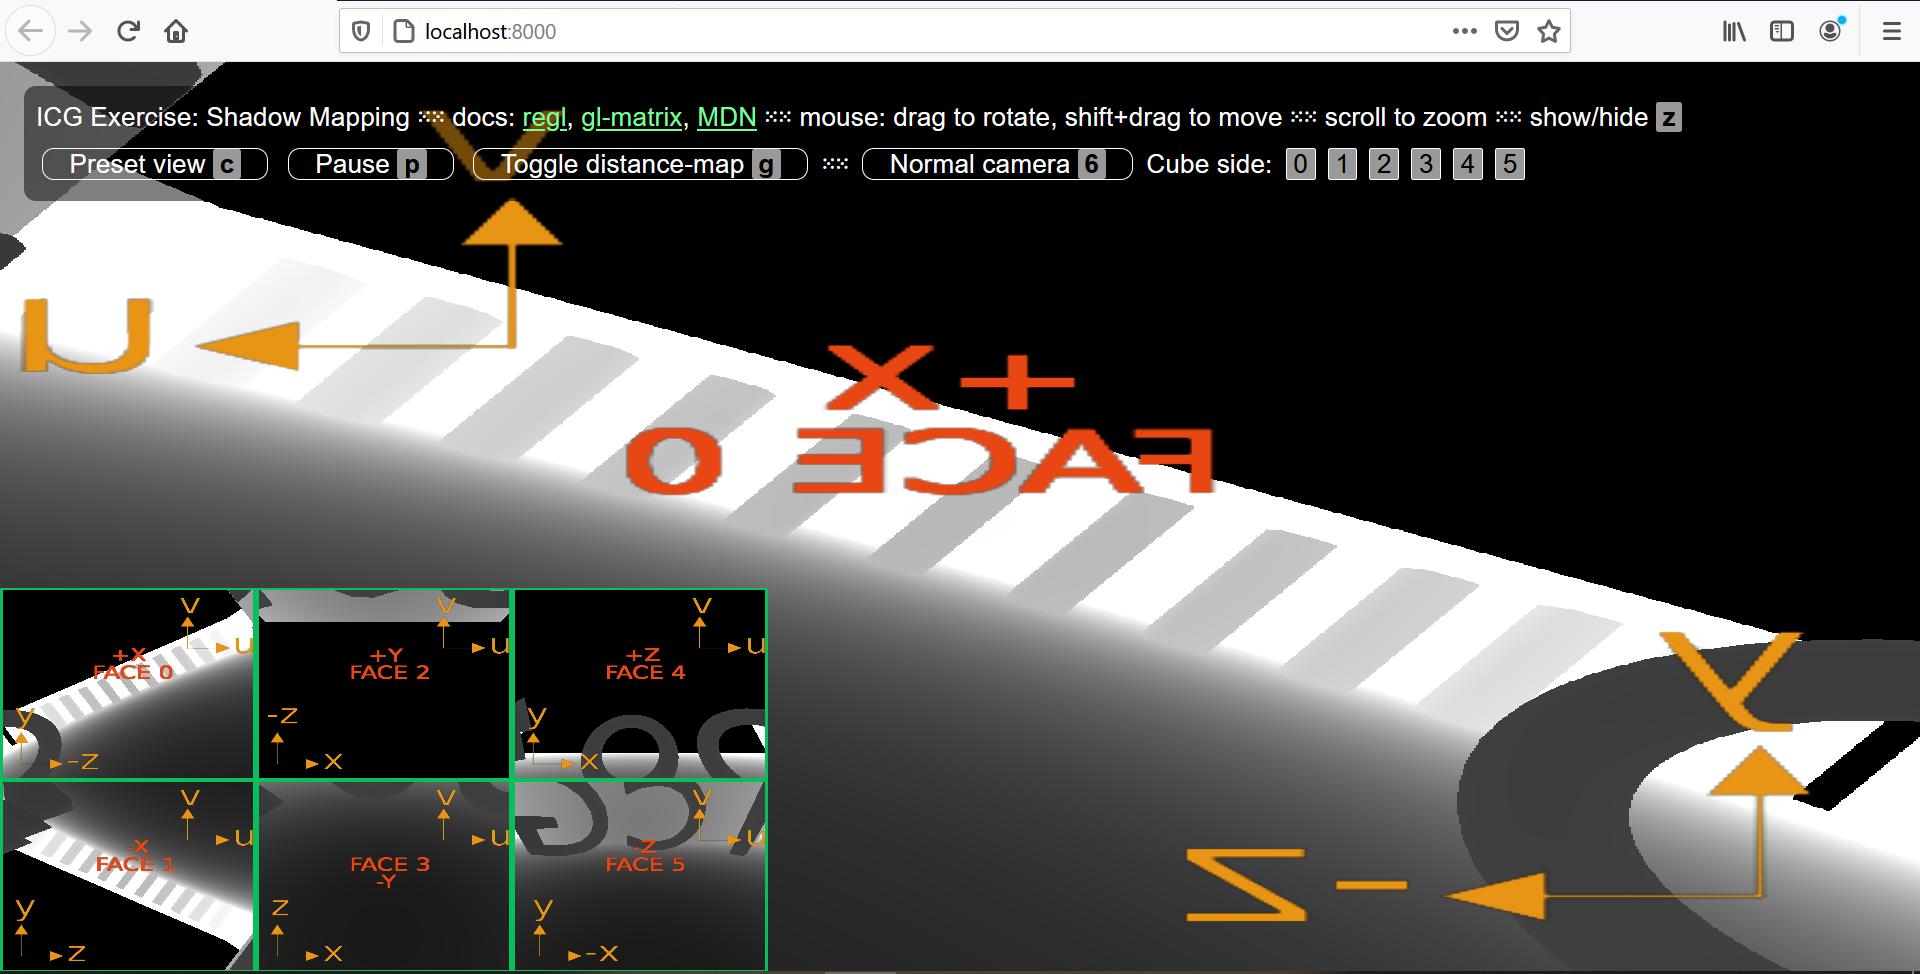 localhost:8000
ICG Exercise: Shadow Mapping ⁙⁙ docs: regl, gl-matrix, MDN ⁙⁙ mouse: drag to rotate, shift+drag to move ⁙⁙ scroll to zoom ⁙⁙ show/hide z
Preset view c Pause p Toggle distance-map g ⁙⁙ Normal camera 6 Cube side: 0 1 2 3 4 5
V
U
+X
FACE 0
y
-Z
V
u
+X
FACE 0
y
-Z
V
u
+Y
FACE 2
-Z
X
V
u
+Z
FACE 4
y
X
V
u
-X
FACE 1
y
Z
V
u
FACE 3
-Y
Z
X
V
u
-Z
FACE 5
y
-X